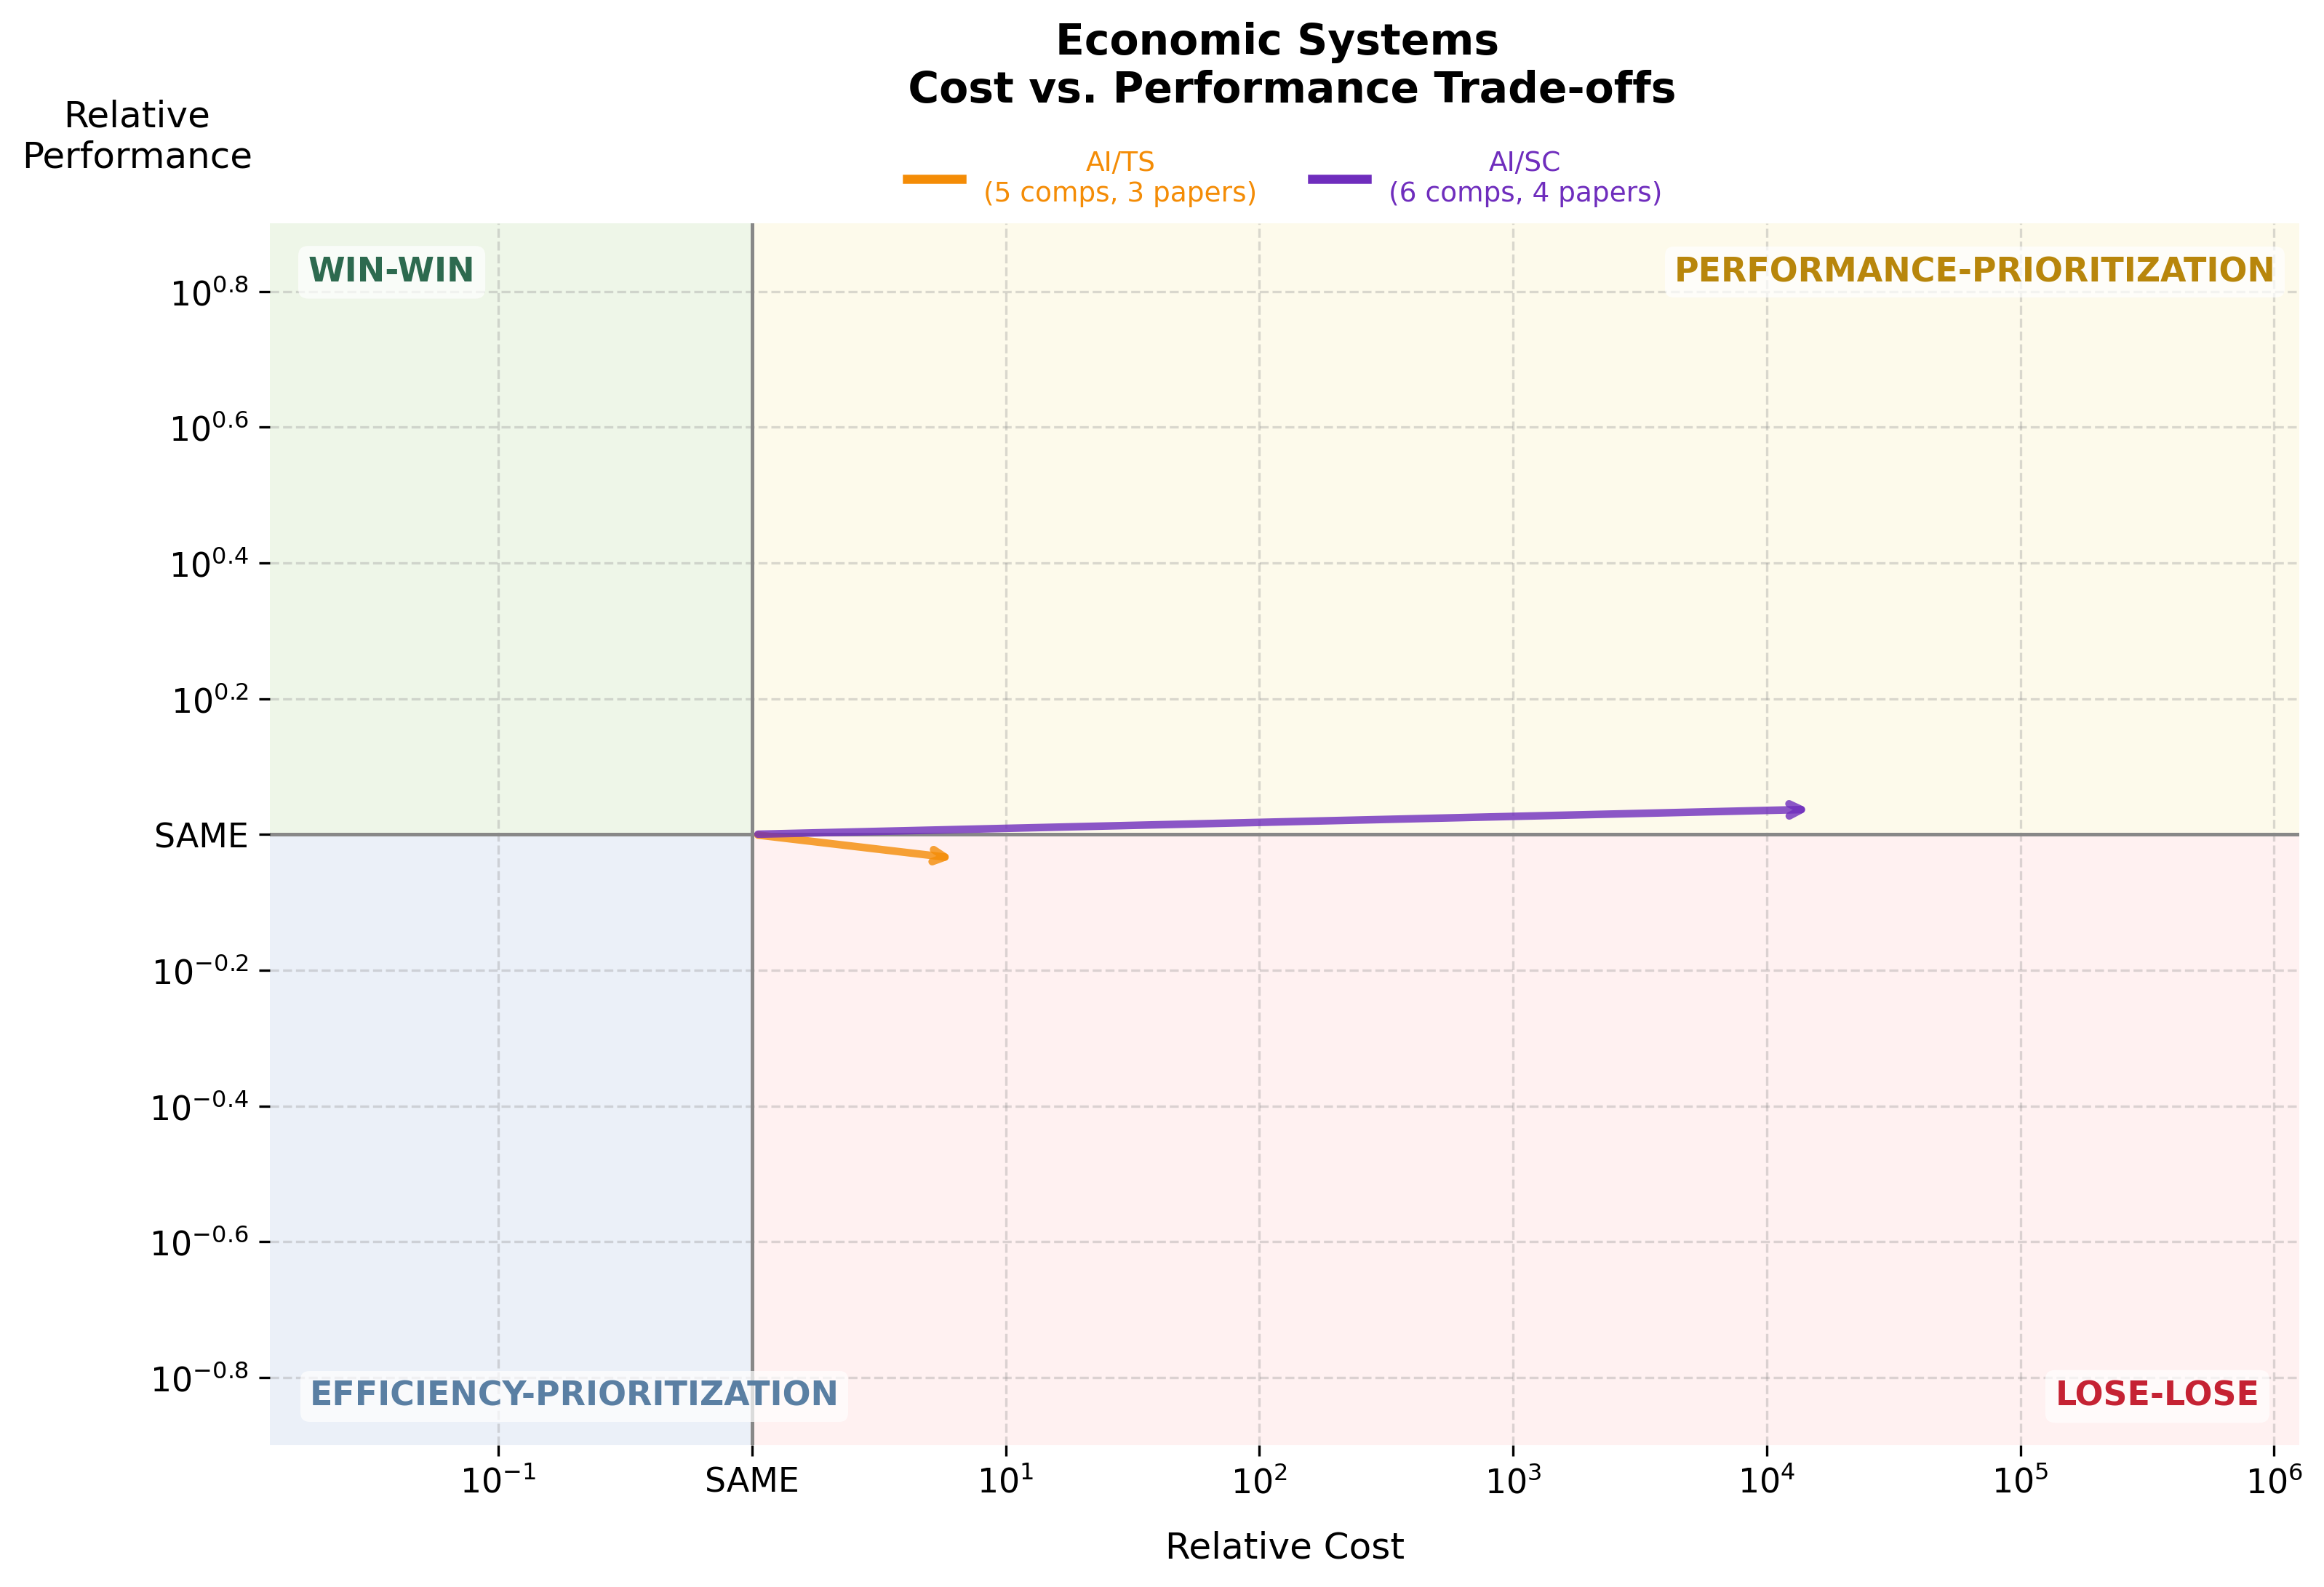 Economic Systems
Cost vs. Performance Trade-offs
Relative
Performance
AI/TS
(5 comps, 3 papers)
AI/SC
(6 comps, 4 papers)
WIN-WIN
PERFORMANCE-PRIORITIZATION
10^0.8
10^0.6
10^0.4
10^0.2
SAME
10^−0.2
10^−0.4
10^−0.6
10^−0.8
EFFICIENCY-PRIORITIZATION
LOSE-LOSE
10^−1 SAME 10^1 10^2 10^3 10^4 10^5 10^6
Relative Cost